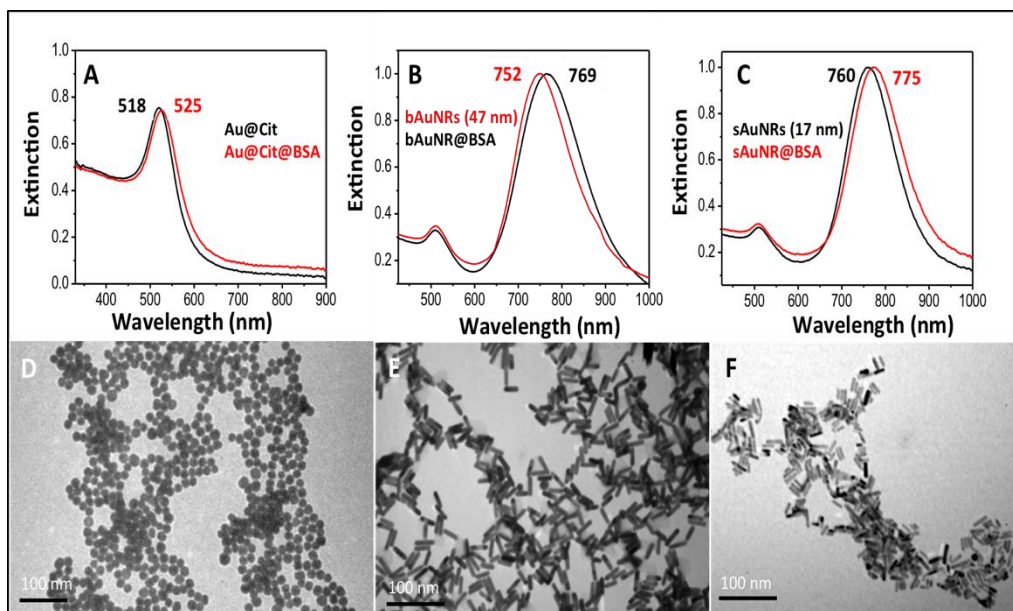 A
518 525
Au@Cit
Au@Cit@BSA
Extinction
1.0
0.8
0.6
0.4
0.2
0.0
400 500 600 700 800 900
Wavelength (nm)
B
752 769
bAuNRs (47 nm)
bAuNR@BSA
Extinction
1.0
0.8
0.6
0.4
0.2
500 600 700 800 900 1000
Wavelength (nm)
C
760 775
sAuNRs (17 nm)
sAuNR@BSA
Extinction
1.0
0.8
0.6
0.4
0.2
500 600 700 800 900 1000
Wavelength (nm)
D
100 nm
E
100 nm
F
100 nm